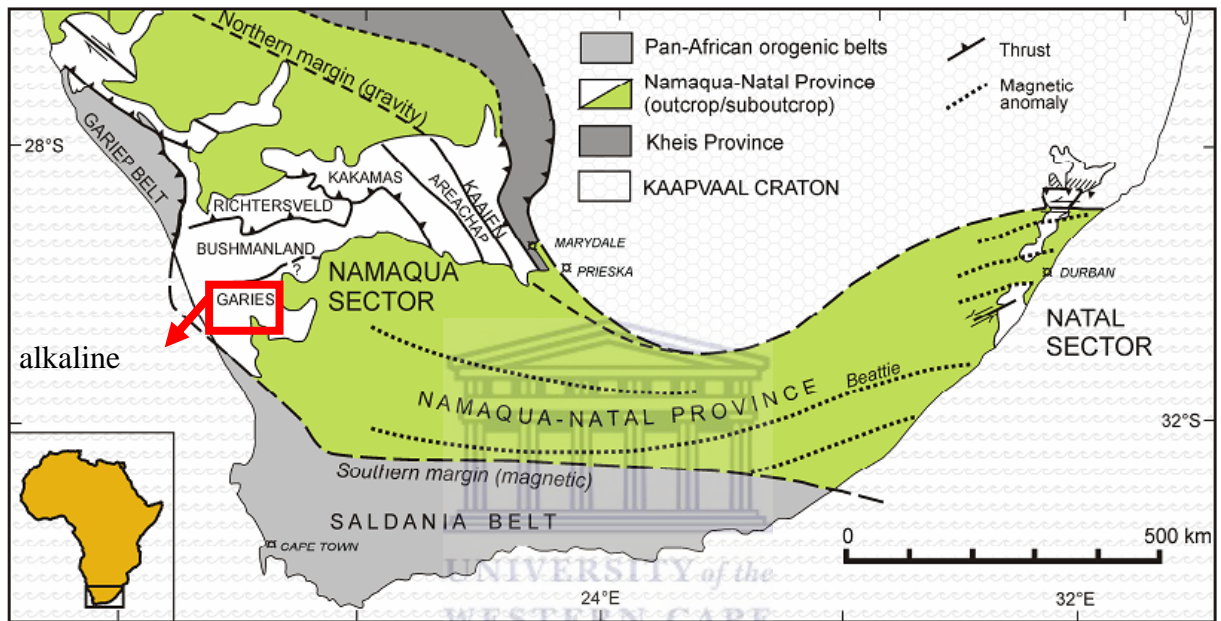 Northern margin (gravity)
Pan-African orogenic belts
Namaqua-Natal Province
(outcrop/suboutcrop)
Kheis Province
KAAPVAAL CRATON
Thrust
Magnetic
anomaly
28°S
GARIEP BELT
KAKAMAS
RICHTERSVELD
AREACHAP
KAAIEN
BUSHMANLAND
?
MARYDALE
PRIESKA
GARIES
NAMAQUA
SECTOR
DURBAN
NATAL
SECTOR
alkaline
NAMAQUA-NATAL PROVINCE
Beattie
32°S
Southern margin (magnetic)
SALDANIA BELT
CAPE TOWN
0
500 km
UNIVERSITY of the
WESTERN CAPE
24°E
32°E